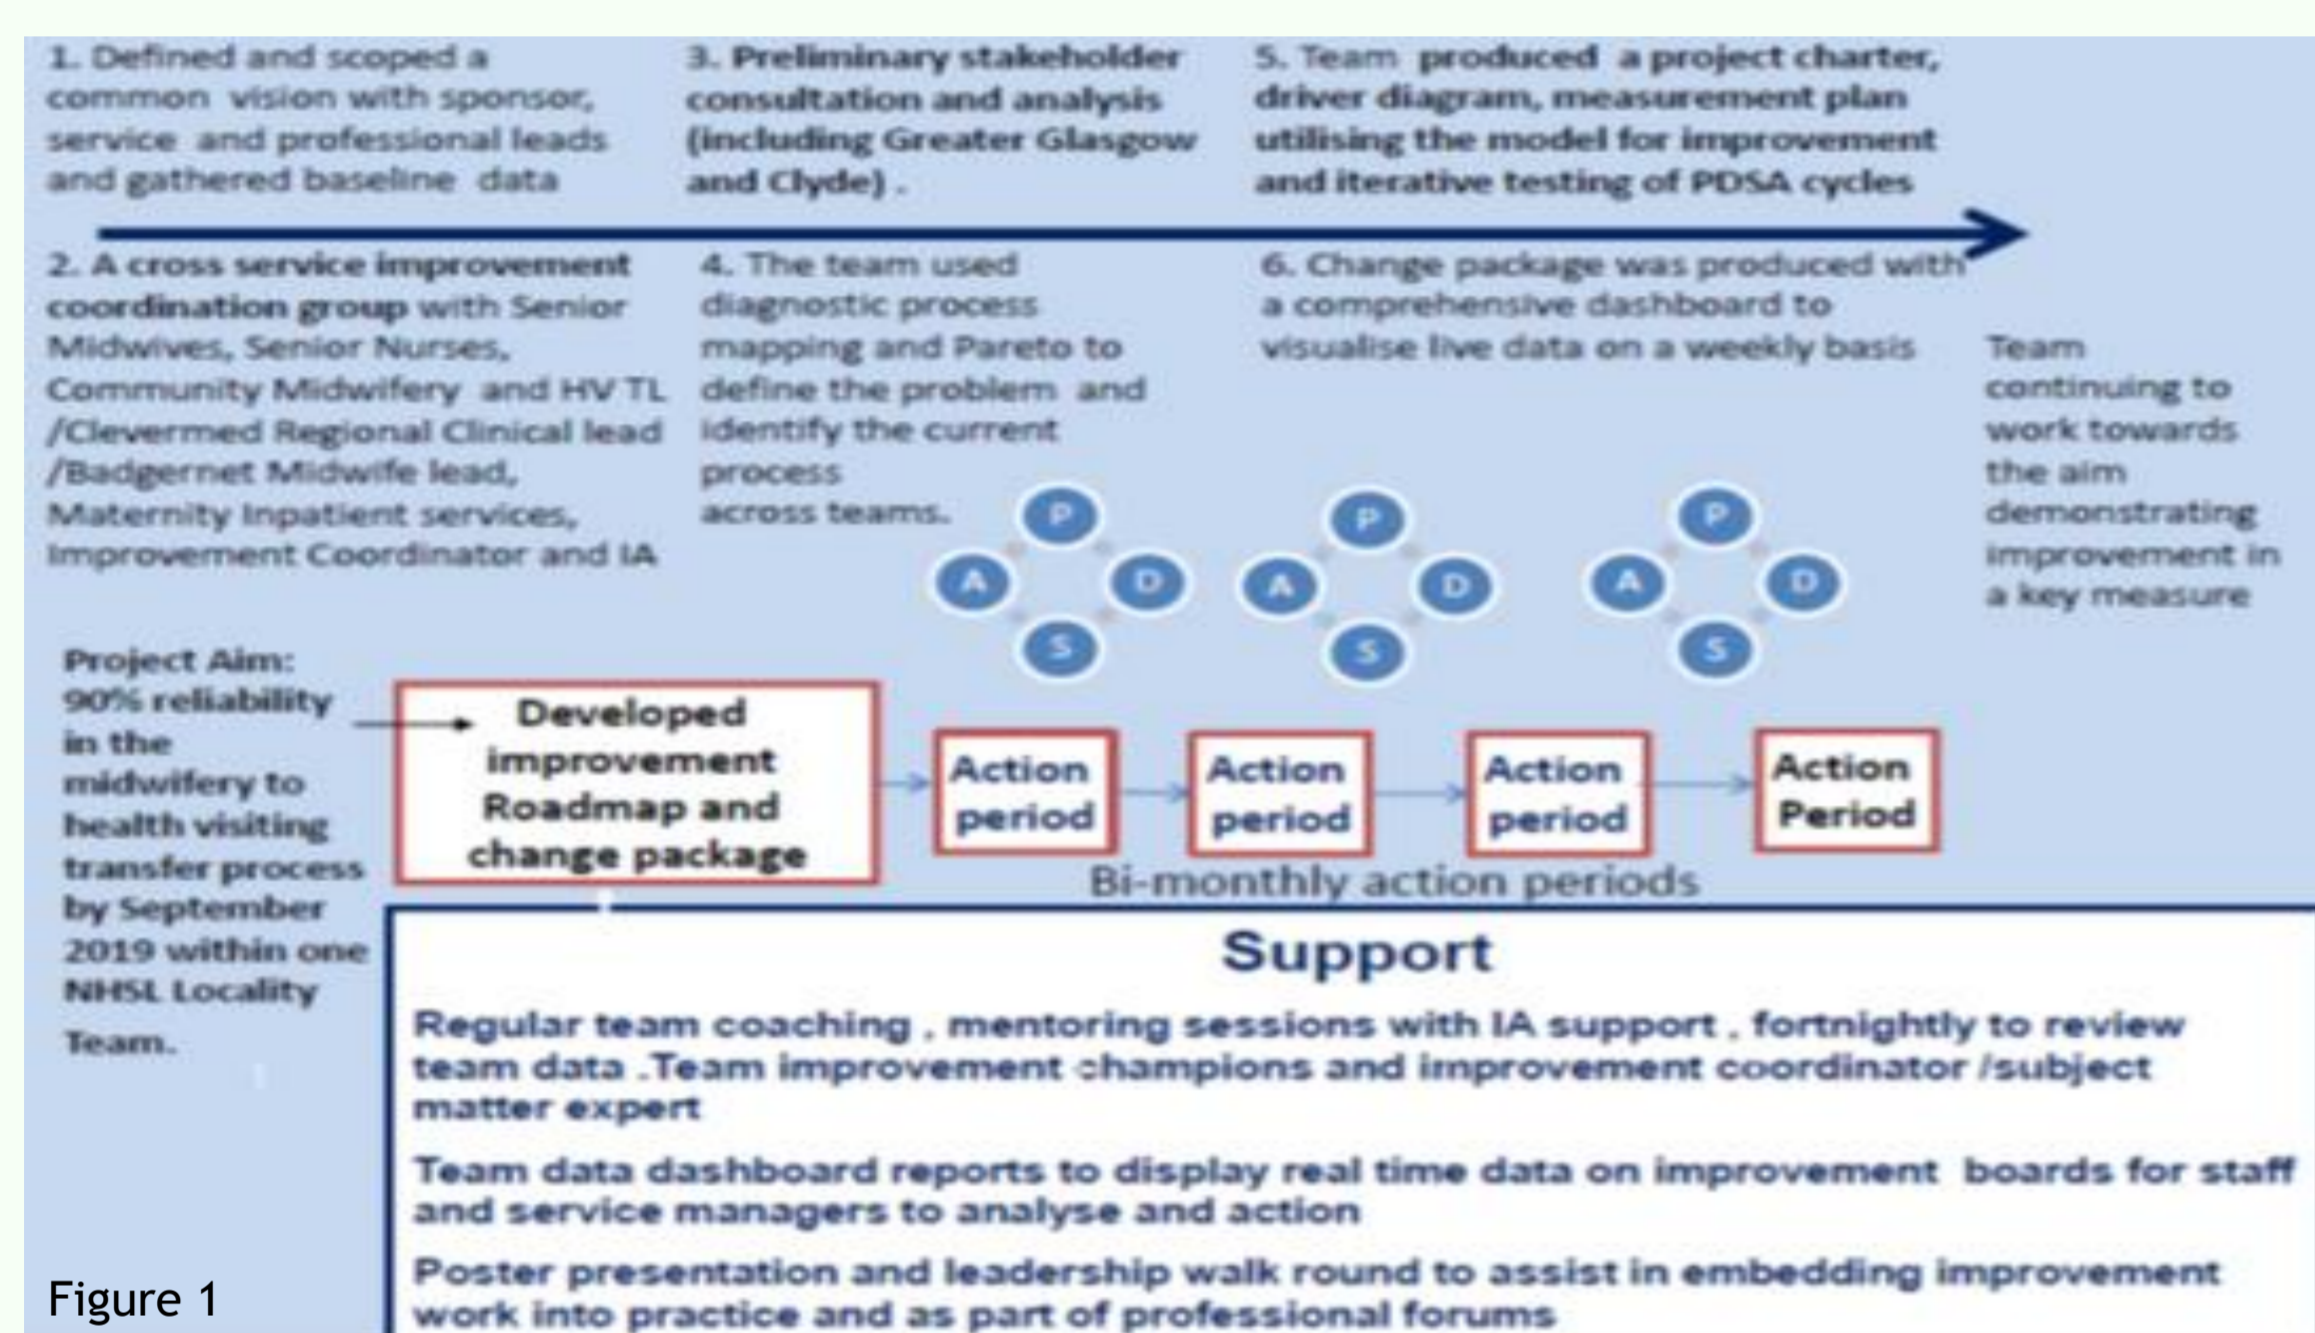 1. Defined and scoped a
common vision with sponsor,
service and professional leads
and gathered baseline data
3. Preliminary stakeholder
consultation and analysis
(including Greater Glasgow
and Clyde) .
5. Team produced a project charter,
driver diagram, measurement plan
utilising the model for improvement
and iterative testing of PDSA cycles
2. A cross service improvement
coordination group with Senior
Midwives, Senior Nurses,
Community Midwifery and HV TL
/Clevermed Regional Clinical lead
/Badgernet Midwife lead,
Maternity Inpatient services,
Improvement Coordinator and IA
4. The team used
diagnostic process
mapping and Pareto to
define the problem and
identify the current
process
across teams.
6. Change package was produced with
a comprehensive dashboard to
visualise live data on a weekly basis
Team
continuing to
work towards
the aim
demonstrating
improvement in
a key measure
P
A
D
S
P
A
D
S
P
A
D
S
Project Aim:
90% reliability
in the
midwifery to
health visiting
transfer process
by September
2019 within one
NHSL Locality
Team.
Developed
improvement
Roadmap and
change package
Action
period
Action
period
Action
period
Action
Period
Bi-monthly action periods
Support
Regular team coaching , mentoring sessions with IA support , fortnightly to review
team data .Team improvement champions and improvement coordinator /subject
matter expert
Team data dashboard reports to display real time data on improvement boards for staff
and service managers to analyse and action
Poster presentation and leadership walk round to assist in embedding improvement
work into practice and as part of professional forums
Figure 1